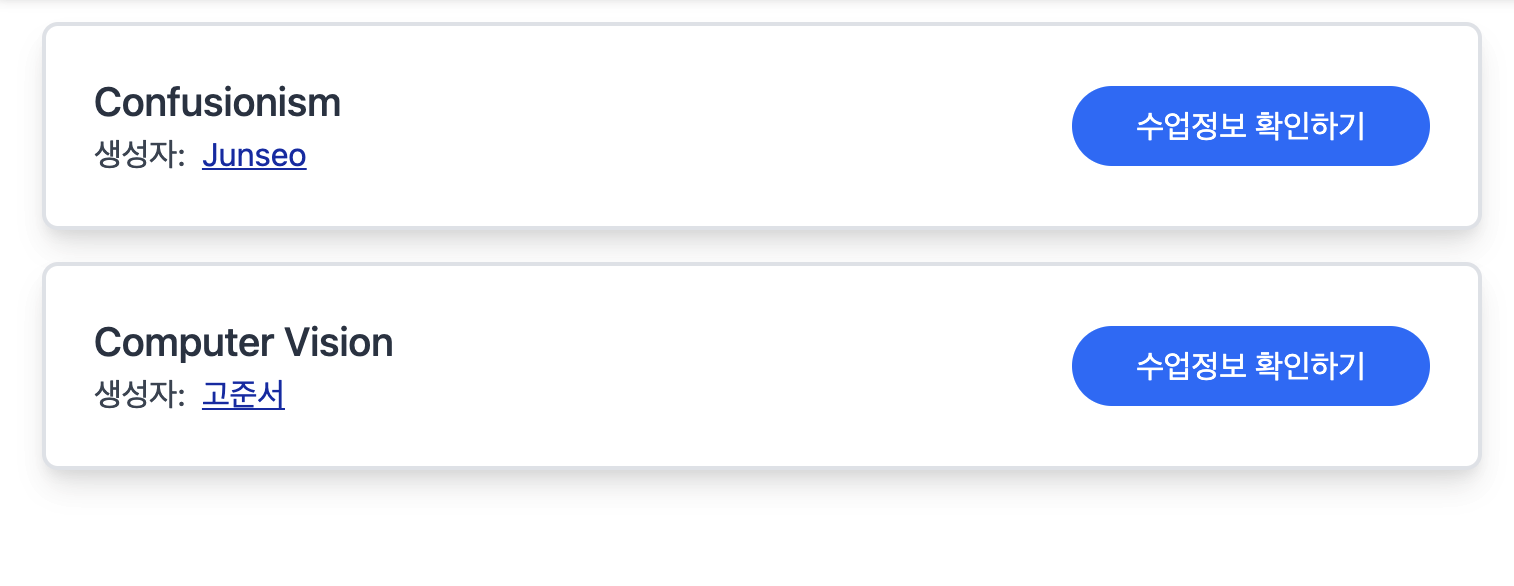 Confusionism
생성자: Junseo
수업정보 확인하기
Computer Vision
생성자: 고준서
수업정보 확인하기